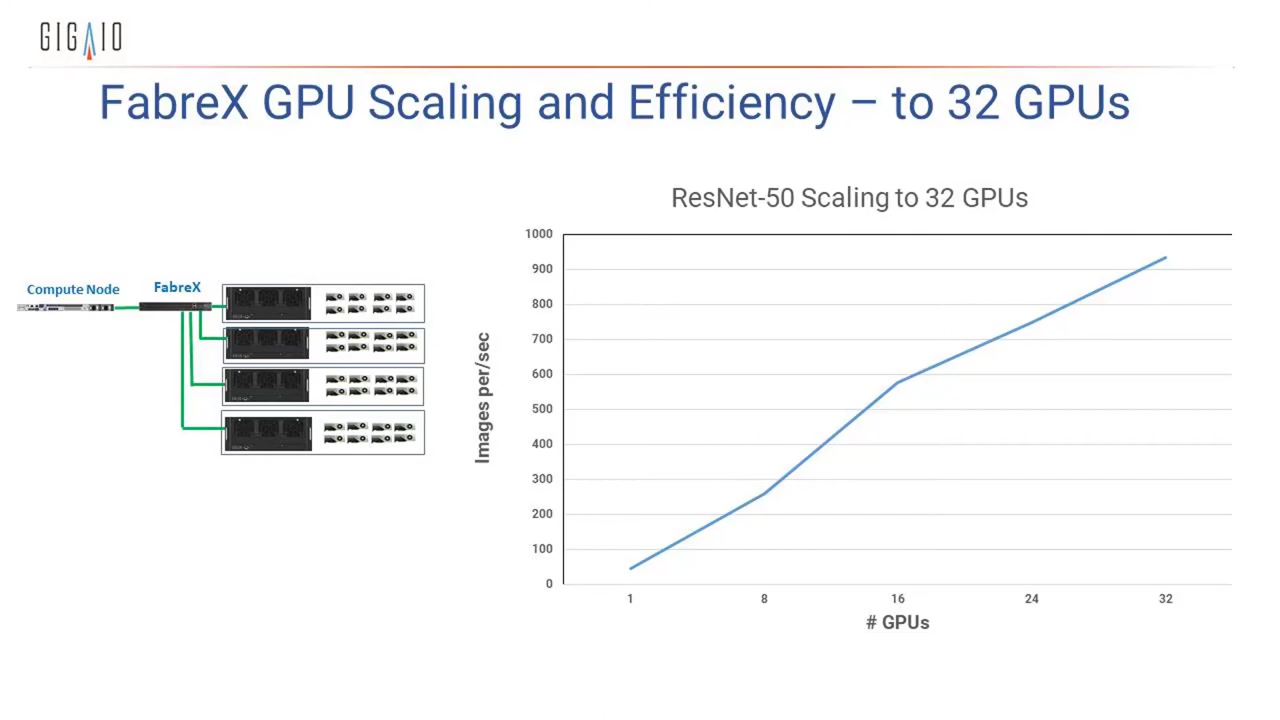 GIGAIO
FabreX GPU Scaling and Efficiency – to 32 GPUs
Compute Node
FabreX
ResNet-50 Scaling to 32 GPUs
Images per/sec
1000
900
800
700
600
500
400
300
200
100
0
1 8 16 24 32
# GPUs